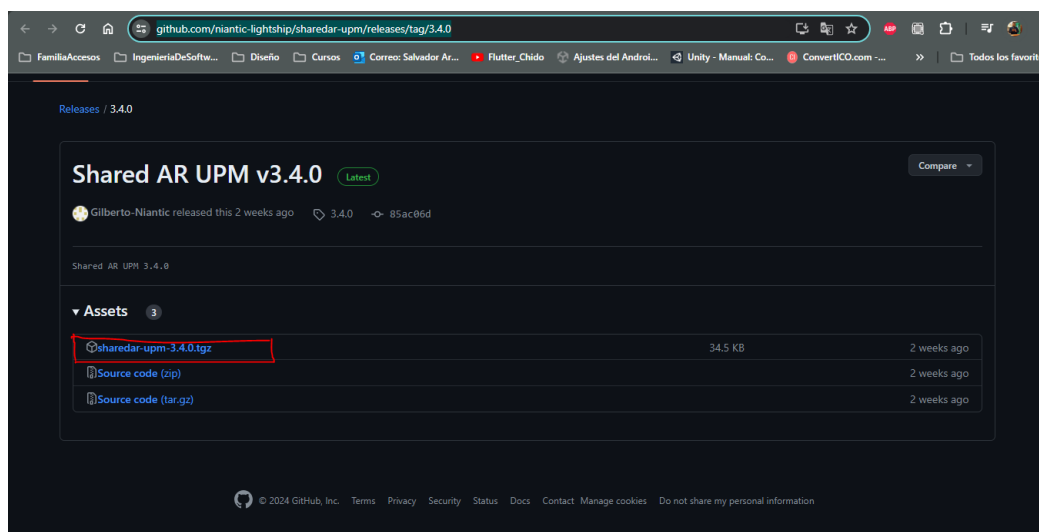 github.com/niantic-lightship/sharedar-upm/releases/tag/3.4.0
ABP
FamiliaAccesos IngenieriaDeSoftw... Diseño Cursos Correo: Salvador Ar... Flutter_Chido Ajustes del Androi... Unity - Manual: Co... ConvertICO.com -... » Todos los favorit
Releases / 3.4.0
Shared AR UPM v3.4.0 Latest Compare
Gilberto-Niantic released this 2 weeks ago 3.4.0 85ac06d
Shared AR UPM 3.4.0
Assets 3
sharedar-upm-3.4.0.tgz 34.5 KB 2 weeks ago
Source code (zip) 2 weeks ago
Source code (tar.gz) 2 weeks ago
© 2024 GitHub, Inc. Terms Privacy Security Status Docs Contact Manage cookies Do not share my personal information